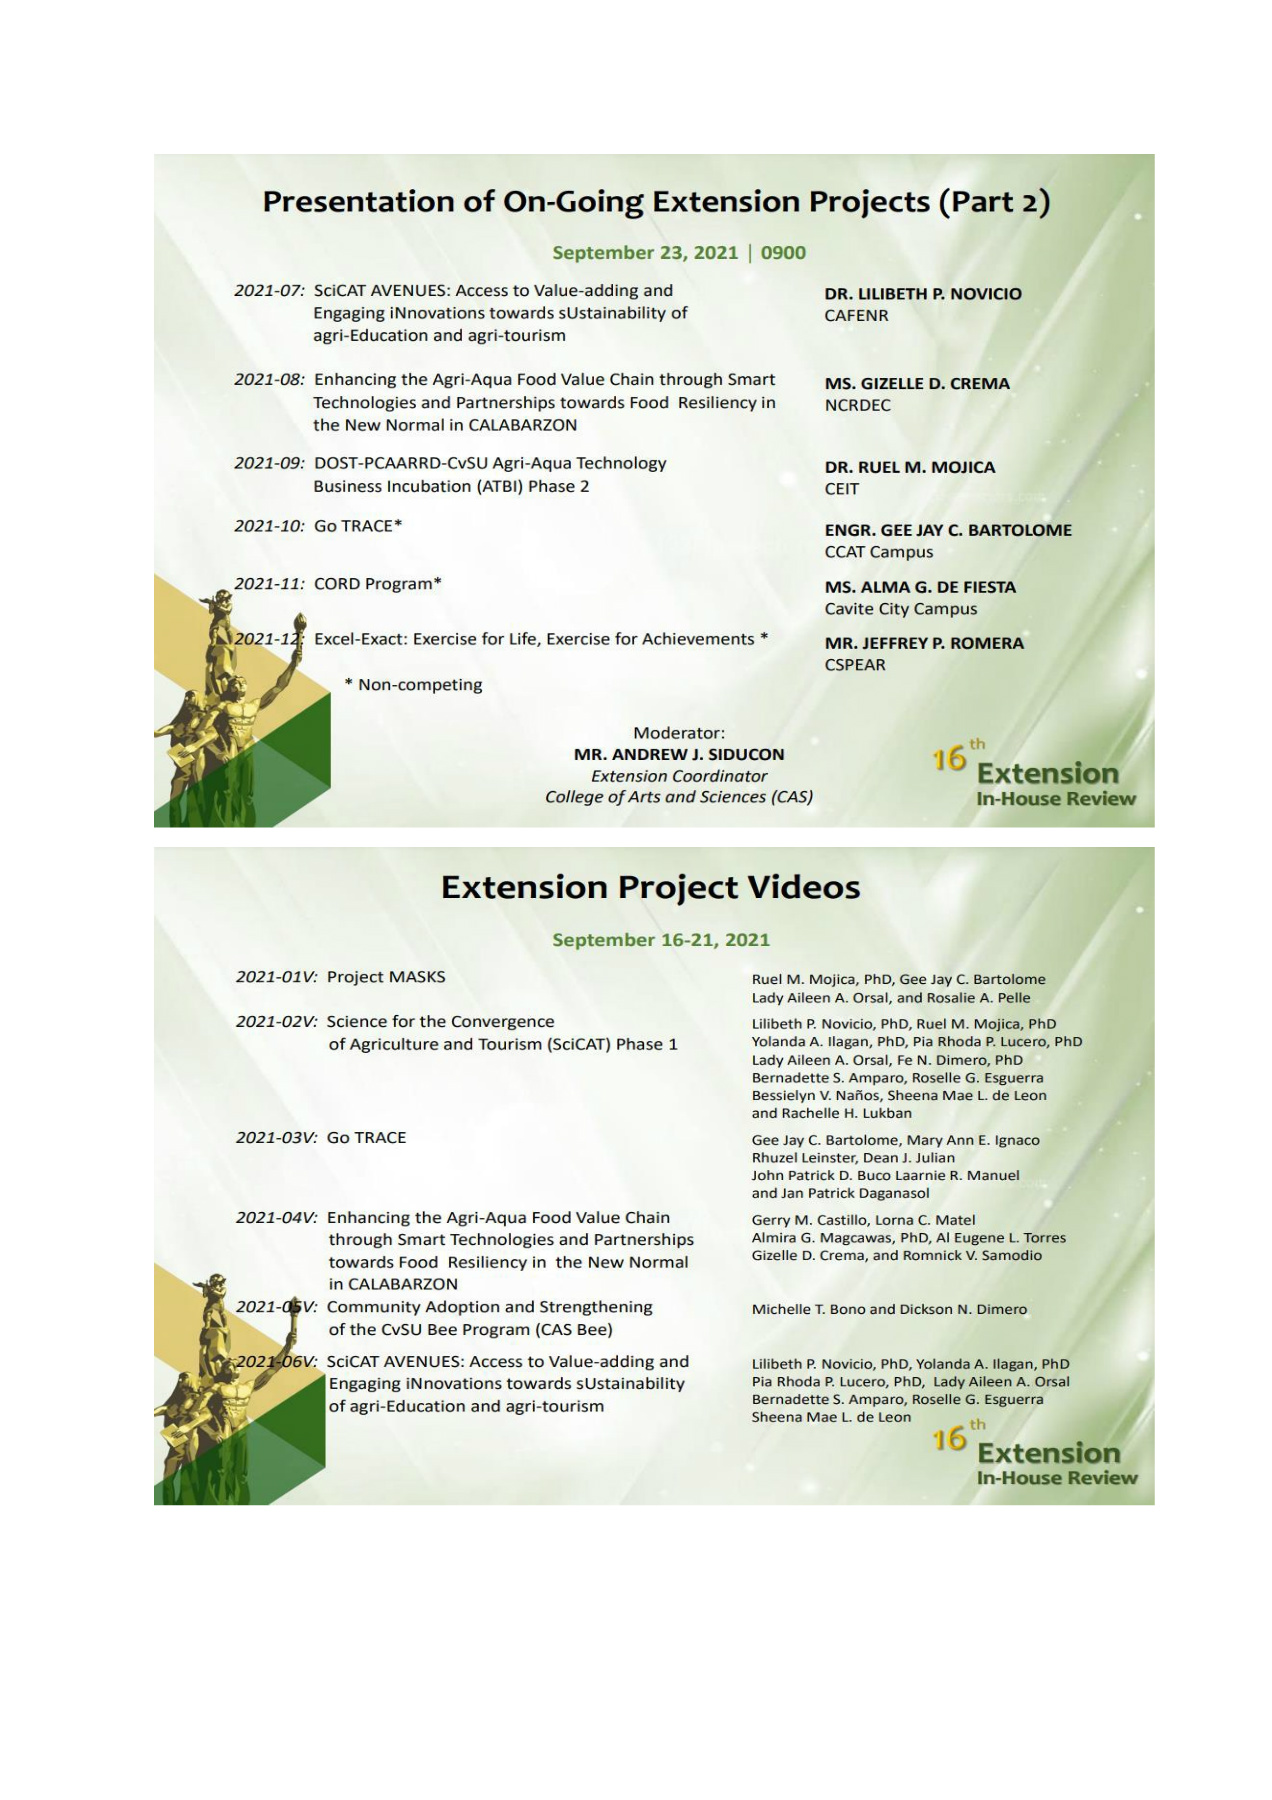 Presentation of On-Going Extension Projects (Part 2)
September 23, 2021 | 0900
2021-07: SciCAT AVENUES: Access to Value-adding and
Engaging iNnovations towards sUstainability of
agri-Education and agri-tourism
DR. LILIBETH P. NOVICIO
CAFENR
2021-08: Enhancing the Agri-Aqua Food Value Chain through Smart
Technologies and Partnerships towards Food Resiliency in
the New Normal in CALABARZON
MS. GIZELLE D. CREMA
NCRDEC
2021-09: DOST-PCAARRD-CvSU Agri-Aqua Technology
Business Incubation (ATBI) Phase 2
DR. RUEL M. MOJICA
CEIT
2021-10: Go TRACE*
ENGR. GEE JAY C. BARTOLOME
CCAT Campus
2021-11: CORD Program*
MS. ALMA G. DE FIESTA
Cavite City Campus
2021-12: Excel-Exact: Exercise for Life, Exercise for Achievements *
MR. JEFFREY P. ROMERA
CSPEAR
* Non-competing
Moderator:
MR. ANDREW J. SIDUCON
Extension Coordinator
College of Arts and Sciences (CAS)
16th
Extension
In-House Review
Extension Project Videos
September 16-21, 2021
2021-01V: Project MASKS
Ruel M. Mojica, PhD, Gee Jay C. Bartolome
Lady Aileen A. Orsal, and Rosalie A. Pelle
2021-02V: Science for the Convergence
of Agriculture and Tourism (SciCAT) Phase 1
Lilibeth P. Novicio, PhD, Ruel M. Mojica, PhD
Yolanda A. Ilagan, PhD, Pia Rhoda P. Lucero, PhD
Lady Aileen A. Orsal, Fe N. Dimero, PhD
Bernadette S. Amparo, Roselle G. Esguerra
Bessielyn V. Naños, Sheena Mae L. de Leon
and Rachelle H. Lukban
2021-03V: Go TRACE
Gee Jay C. Bartolome, Mary Ann E. Ignaco
Rhuzel Leinster, Dean J. Julian
John Patrick D. Buco Laarnie R. Manuel
and Jan Patrick Daganasol
2021-04V: Enhancing the Agri-Aqua Food Value Chain
through Smart Technologies and Partnerships
towards Food Resiliency in the New Normal
in CALABARZON
Gerry M. Castillo, Lorna C. Matel
Almira G. Magcawas, PhD, Al Eugene L. Torres
Gizelle D. Crema, and Romnick V. Samodio
2021-05V: Community Adoption and Strengthening
of the CvSU Bee Program (CAS Bee)
Michelle T. Bono and Dickson N. Dimero
2021-06V: SciCAT AVENUES: Access to Value-adding and
Engaging iNnovations towards sUstainability
of agri-Education and agri-tourism
Lilibeth P. Novicio, PhD, Yolanda A. Ilagan, PhD
Pia Rhoda P. Lucero, PhD, Lady Aileen A. Orsal
Bernadette S. Amparo, Roselle G. Esguerra
Sheena Mae L. de Leon
16th
Extension
In-House Review